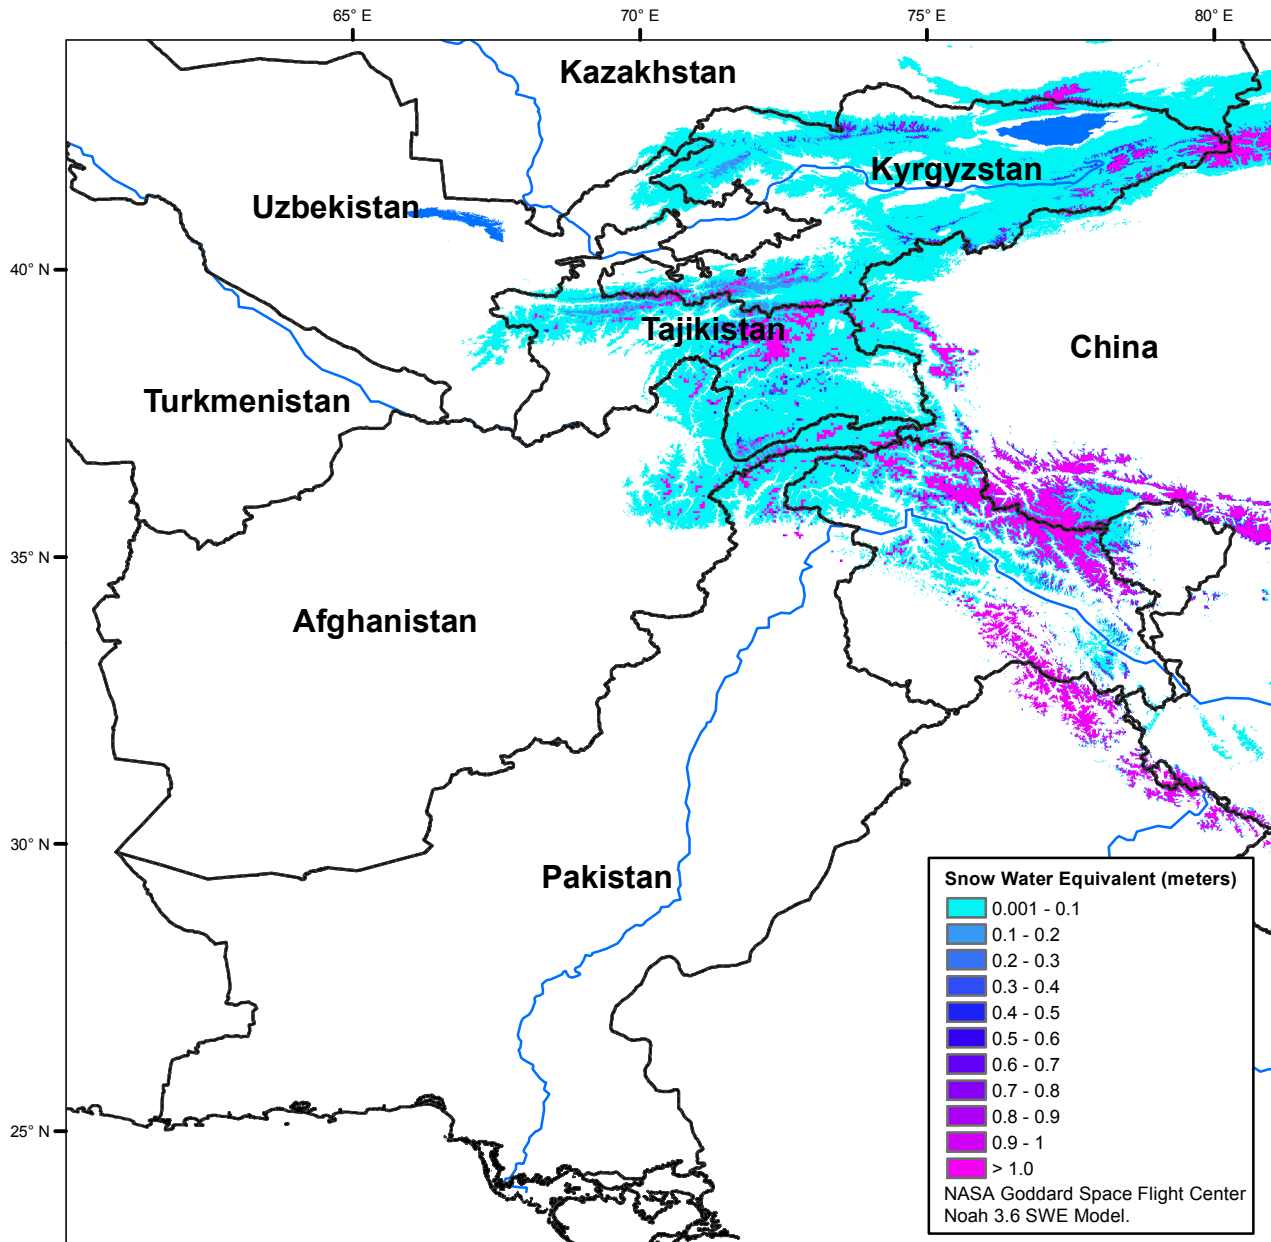 65° E
70° E
75° E
80° E
Kazakhstan
Kyrgyzstan
Uzbekistan
40° N
Tajikistan
China
Turkmenistan
35° N
Afghanistan
30° N
Pakistan
25° N
Snow Water Equivalent (meters)
0.001 - 0.1
0.1 - 0.2
0.2 - 0.3
0.3 - 0.4
0.4 - 0.5
0.5 - 0.6
0.6 - 0.7
0.7 - 0.8
0.8 - 0.9
0.9 - 1
> 1.0
NASA Goddard Space Flight Center
Noah 3.6 SWE Model.